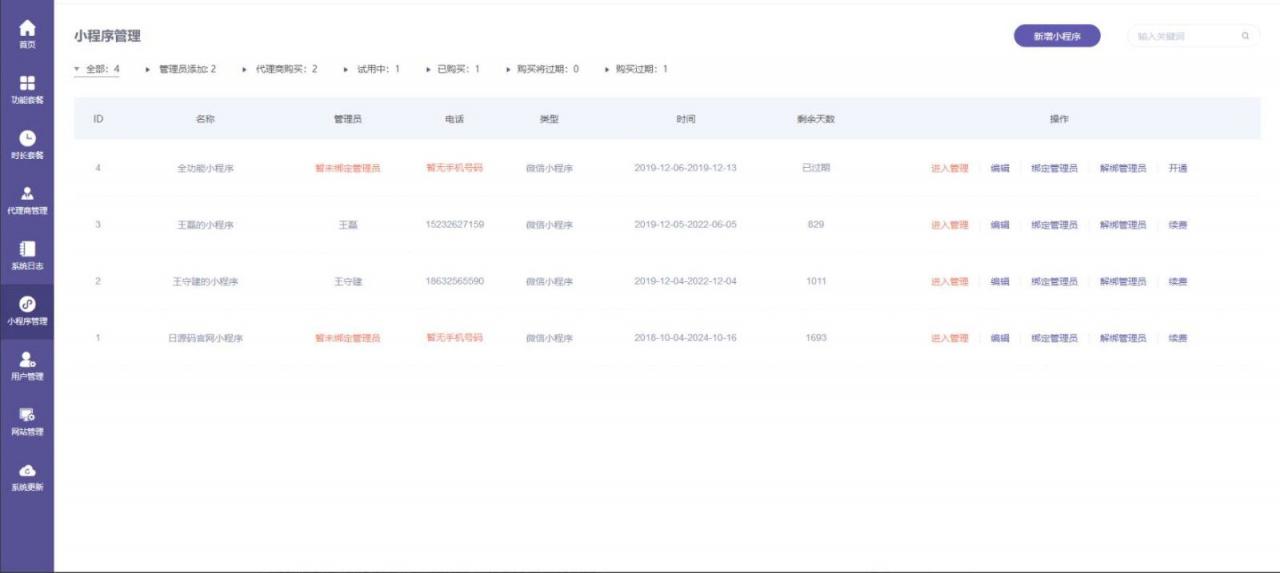 首页
功能套餐
时长套餐
代理商管理
系统日志
小程序管理
用户管理
网站管理
系统更新
小程序管理
新增小程序
输入关键词
全部：4 管理员添加:2 代理商购买：2 试用中：1 已购买：1 购买将过期：0 购买过期：1
ID 名称 管理员 电话 类型 时间 剩余天数 操作
4 全功能小程序 暂未绑定管理员 暂无手机号码 微信小程序 2019-12-06-2019-12-13 已过期 进入管理 编辑 绑定管理员 解绑管理员 开通
3 王磊的小程序 王磊 15232627159 微信小程序 2019-12-05-2022-06-05 829 进入管理 编辑 绑定管理员 解绑管理员 续费
2 王守建的小程序 王守建 18632565590 微信小程序 2019-12-04-2022-12-04 1011 进入管理 编辑 绑定管理员 解绑管理员 续费
1 日源码官网小程序 暂未绑定管理员 暂无手机号码 微信小程序 2018-10-04-2024-10-16 1693 进入管理 编辑 绑定管理员 解绑管理员 续费